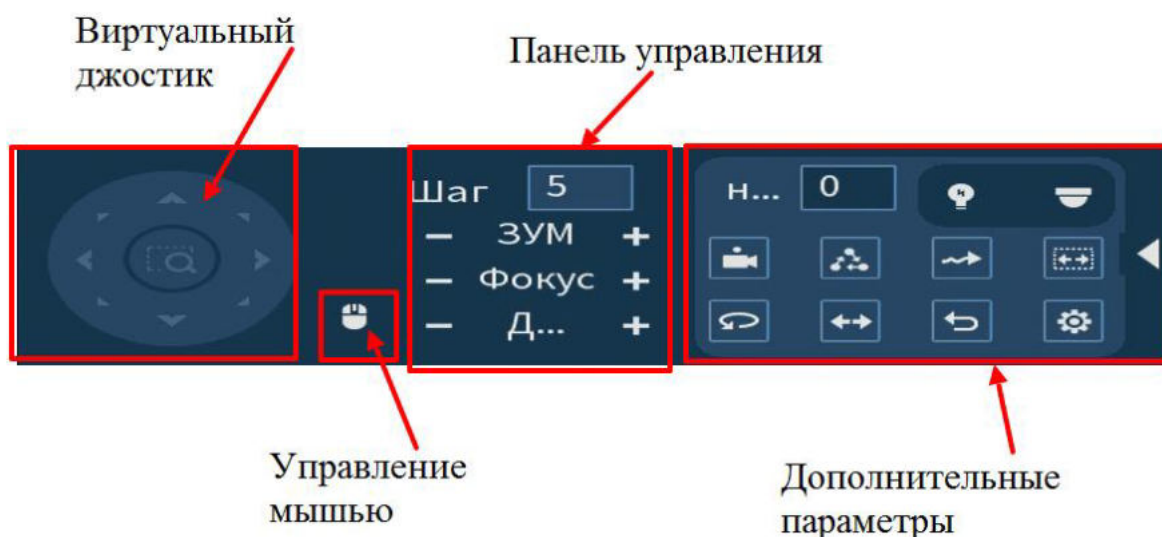 Виртуальный
джостик
Панель управления
Шаг 5
− ЗУМ +
− Фокус +
− Д... +
н... 0
Управление
мышью
Дополнительные
параметры